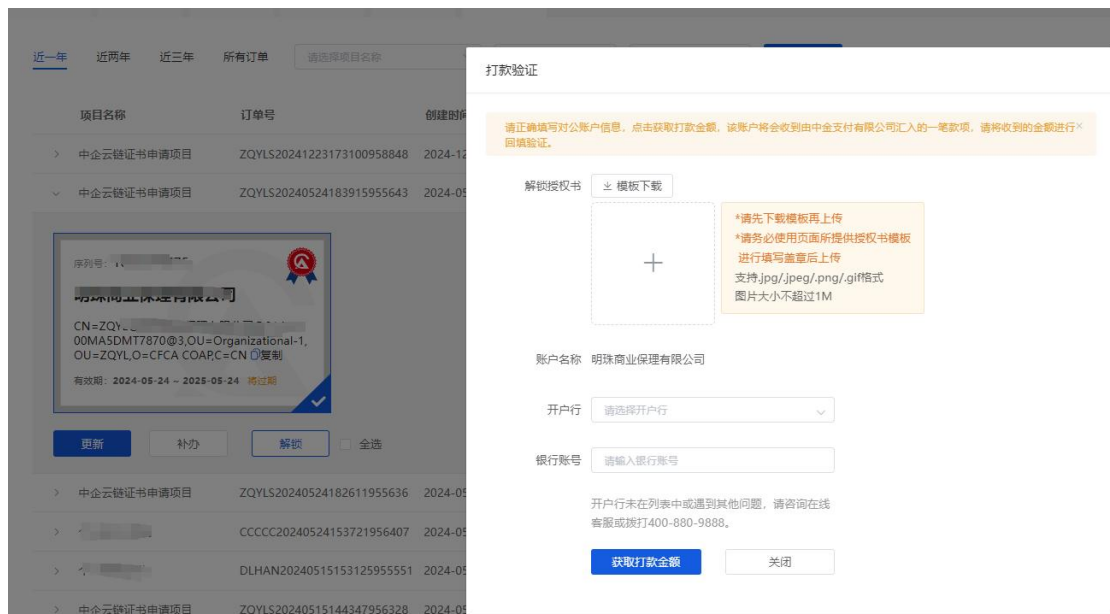 近一年 近两年 近三年 所有订单 请选择项目名称
项目名称 订单号 创建时间
中企云链证书申请项目 ZQYLS20241223173100958848 2024-12
中企云链证书申请项目 ZQYLS20240524183915955643 2024-05
序列号：
CN=ZQYL
00MA5DMT7870@3,OU=Organizational-1,
OU=ZQYL,O=CFCA COAP,C=CN 复制
有效期：2024-05-24 ~ 2025-05-24 将过期
更新 补办 解锁 全选
中企云链证书申请项目 ZQYLS20240524182611955636 2024-05
CCCCC20240524153721956407 2024-05
DLHAN20240515153125955551 2024-05
中企云链证书申请项目 ZQYLS20240515144347956328 2024-05
打款验证
请正确填写对公账户信息，点击获取打款金额，该账户将会收到由中金支付有限公司汇入的一笔款项，请将收到的金额进行
回填验证。
解锁授权书 模板下载
*请先下载模板再上传
*请务必使用页面所提供授权书模板
进行填写盖章后上传
支持.jpg/.jpeg/.png/.gif格式
图片大小不超过1M
账户名称 明珠商业保理有限公司
开户行 请选择开户行
银行账号 请输入银行账号
开户行未在列表中或遇到其他问题，请咨询在线
客服或拨打400-880-9888。
获取打款金额 关闭